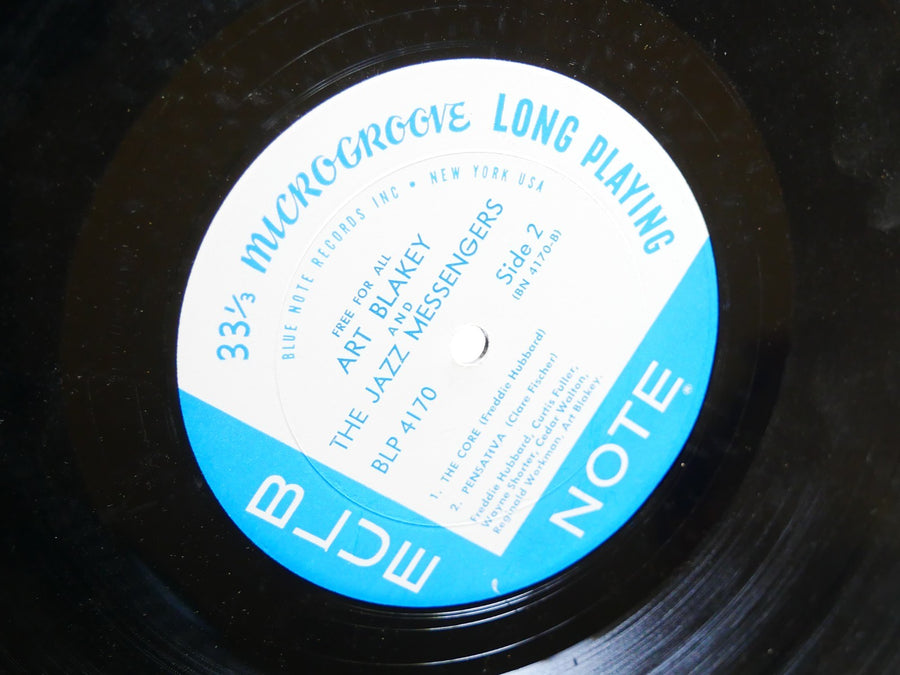 33⅓ MICROGROOVE LONG PLAYING
BLUE NOTE RECORDS INC • NEW YORK USA
FREE FOR ALL
ART BLAKEY
AND
THE JAZZ MESSENGERS
BLP 4170
Side 2
(BN 4170-B)
1. THE CORE (Freddie Hubbard)
2. PENSATIVA (Clare Fischer)
Freddie Hubbard, Curtis Fuller,
Wayne Shorter, Cedar Walton,
Reginald Workman, Art Blakey.
BLUE NOTE®